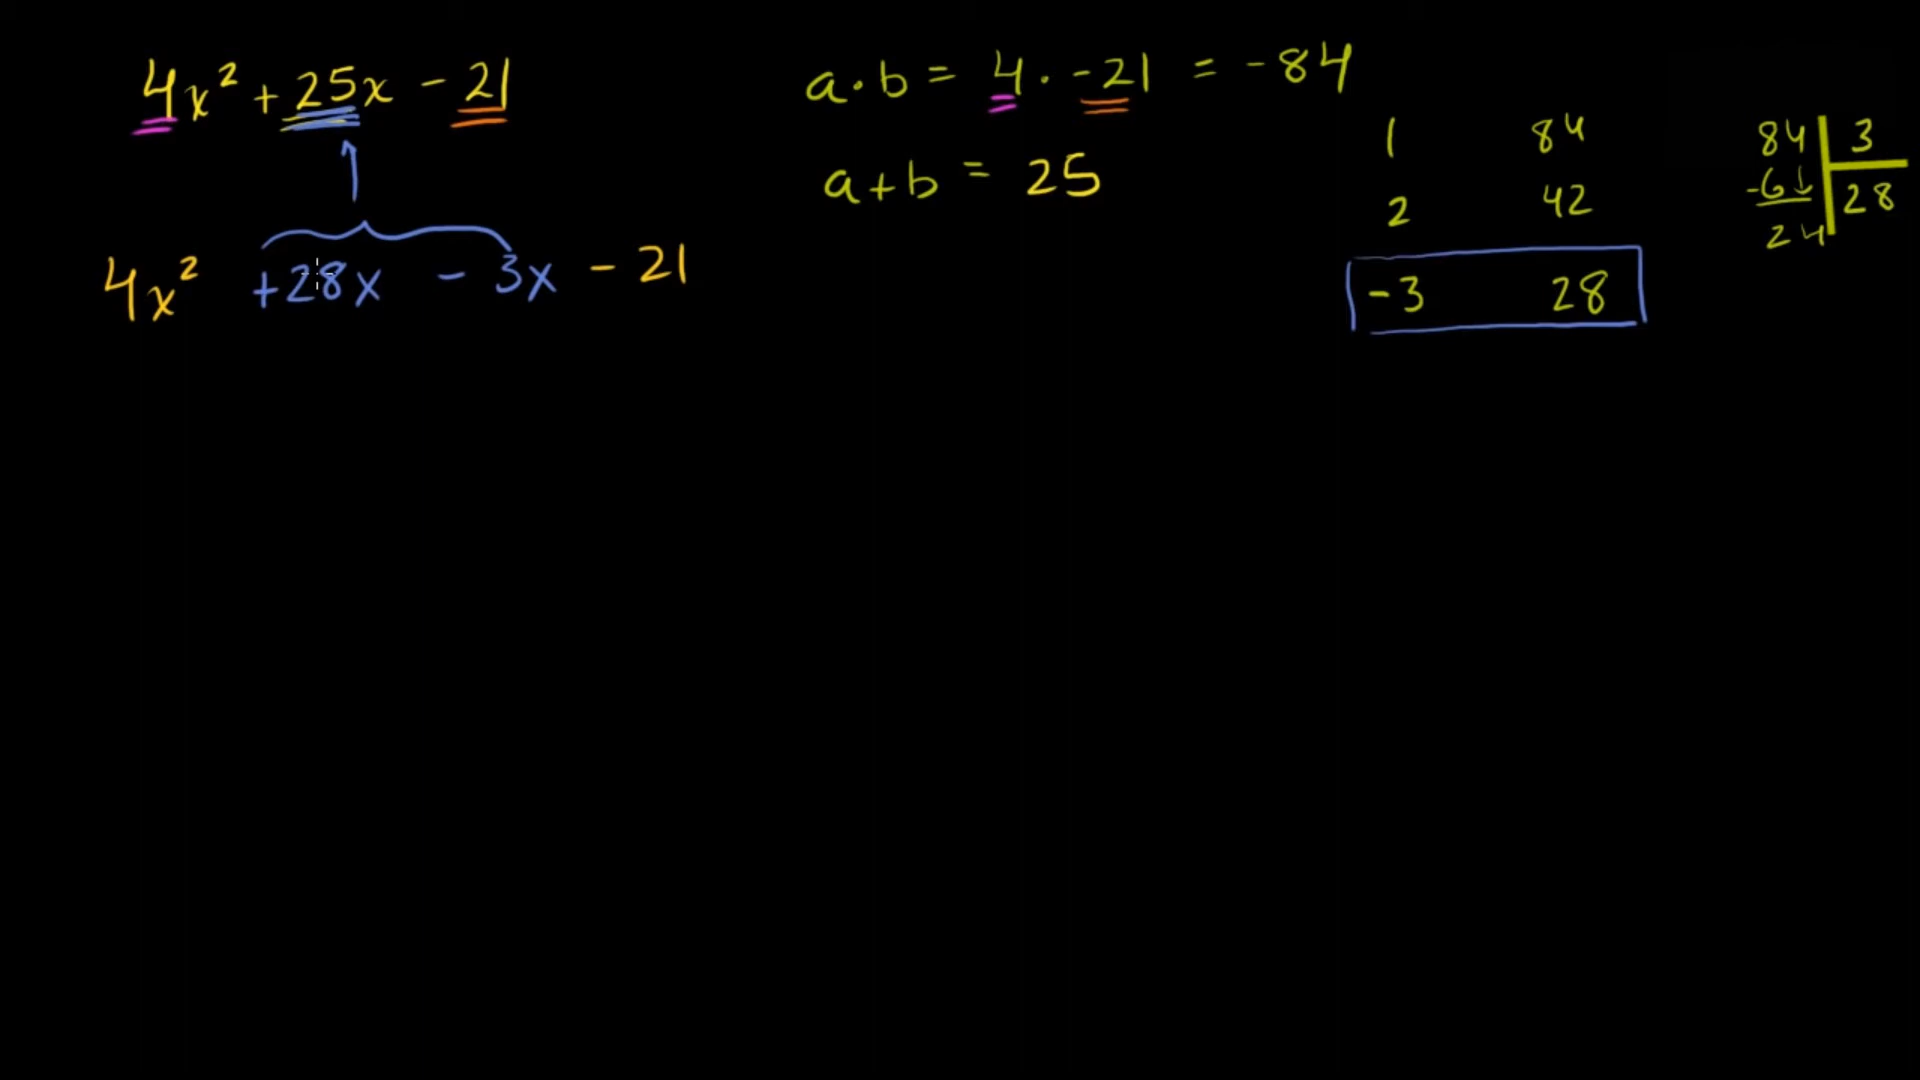 4x² + 25x - 21
a · b = 4 · -21 = -84
a + b = 25
1 84
2 42
-3 28
84 3
-6 28
24
4x² +28x - 3x - 21